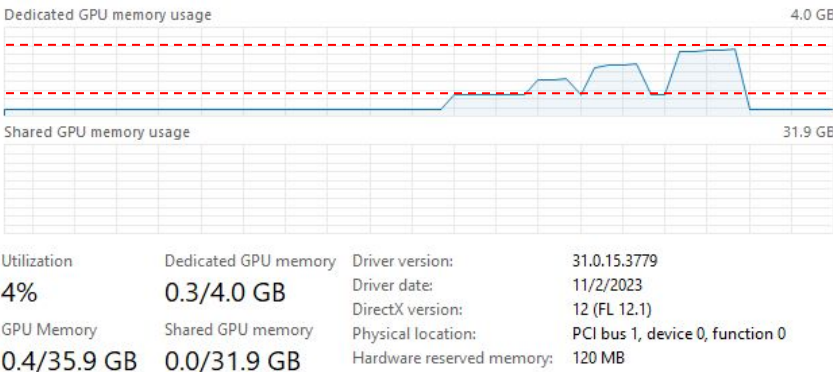 Dedicated GPU memory usage 4.0 GB
Shared GPU memory usage 31.9 GB
Utilization
4%
Dedicated GPU memory
0.3/4.0 GB
GPU Memory
0.4/35.9 GB
Shared GPU memory
0.0/31.9 GB
Driver version: 31.0.15.3779
Driver date: 11/2/2023
DirectX version: 12 (FL 12.1)
Physical location: PCI bus 1, device 0, function 0
Hardware reserved memory: 120 MB